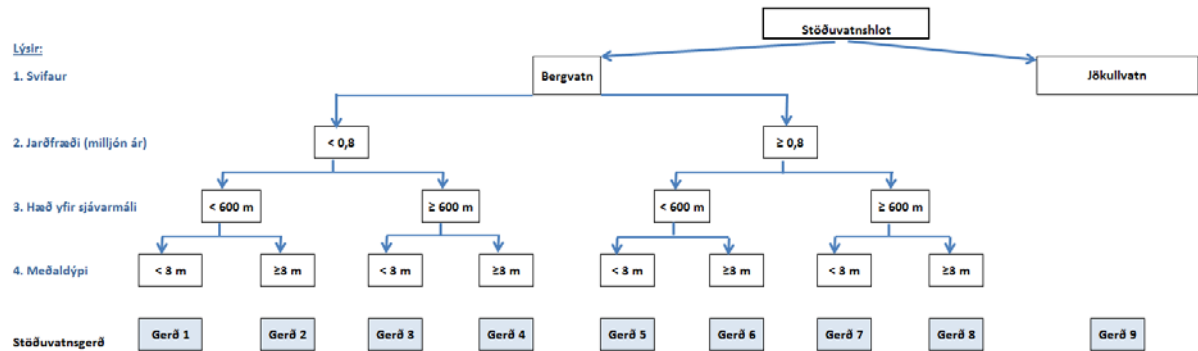 Stöðuvatnshlot
Lýsir:
1. Svifaur
Bergvatn
Jökullvatn
2. Jarðfræði (milljón ár)
< 0,8
≥ 0,8
3. Hæð yfir sjávarmáli
< 600 m
≥ 600 m
< 600 m
≥ 600 m
4. Meðaldýpi
< 3 m
≥3 m
< 3 m
≥3 m
< 3 m
≥3 m
< 3 m
≥3 m
Stöðuvatnsgerð
Gerð 1
Gerð 2
Gerð 3
Gerð 4
Gerð 5
Gerð 6
Gerð 7
Gerð 8
Gerð 9